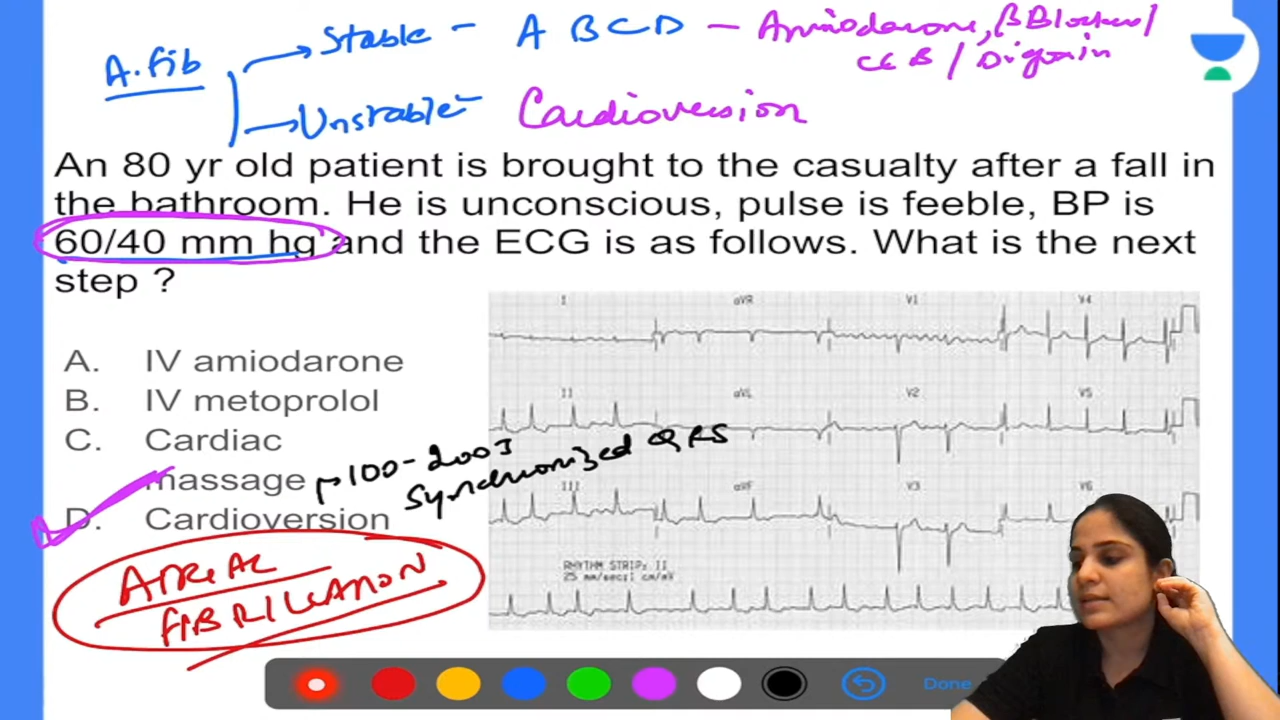 A. fib
Stable - A B C D - Amiodarone, β Blockers/
CCB / Digoxin
Unstable - Cardioversion
An 80 yr old patient is brought to the casualty after a fall in
the bathroom. He is unconscious, pulse is feeble, BP is
60/40 mm hg and the ECG is as follows. What is the next
step ?
A. IV amiodarone
B. IV metoprolol
C. Cardiac
massage
D. Cardioversion
100-200J
Synchronized QRS
ATRIAL
FIBRILLATION
I aVR V1 V4
II aVL V2 V5
III aVF V3 V6
RHYTHM STRIP: II
25 mm/sec; 1 cm/mV
Done